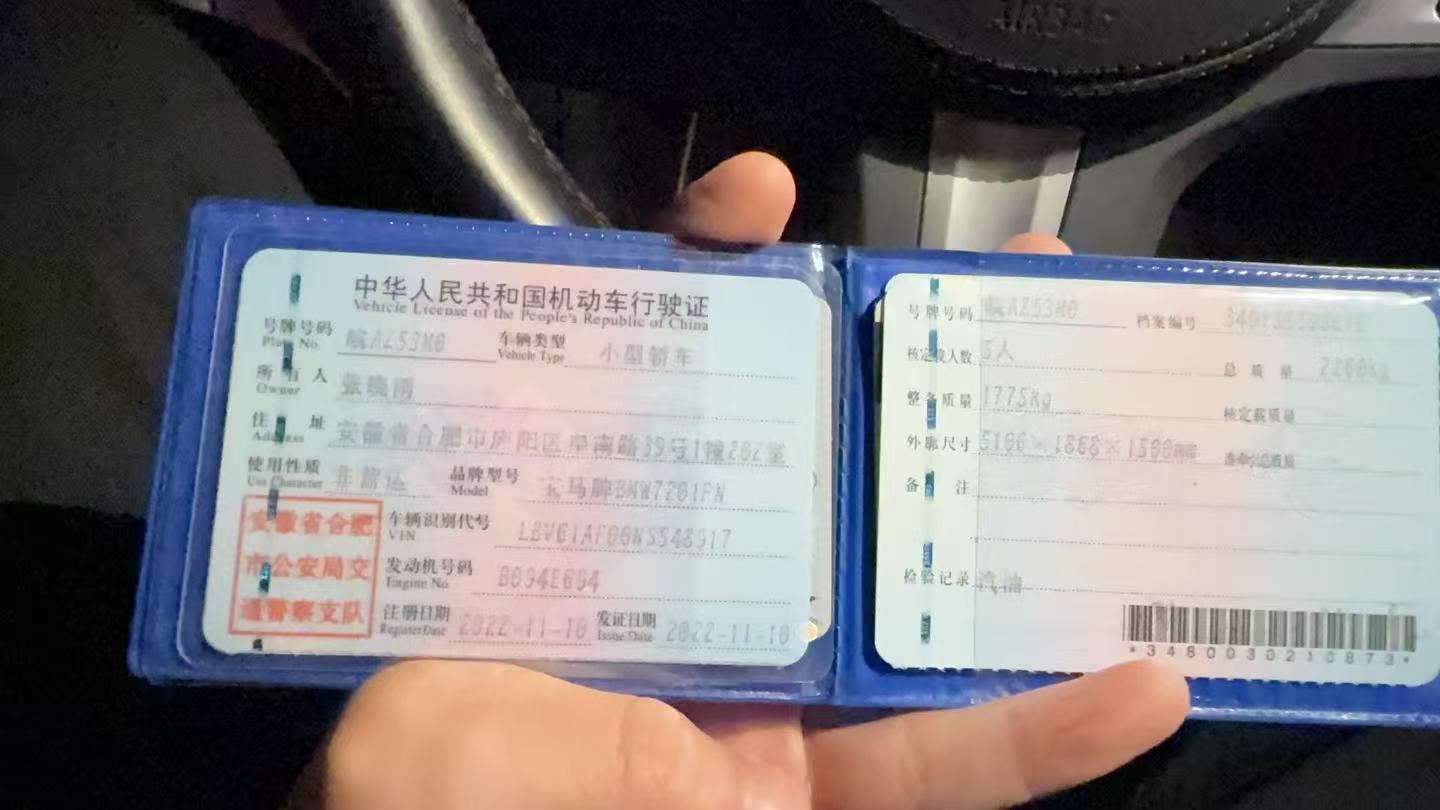 AIRBAG
中华人民共和国机动车行驶证
Vehicle License of the People's Republic of China
号牌号码 皖AZ53M0 车辆类型 小型轿车
Plate No. Vehicle Type
所有人 张晓雨
Owner
住址 安徽省合肥市庐阳区阜南路39号1幢202室
Address
使用性质 非营运 品牌型号 宝马牌BMW7201PN
Use Character Model
安徽省合肥
市公安局交
通警察支队
车辆识别代号
VIN
发动机号码 B094E694
Engine No.
注册日期 2022-11-10 发证日期 2022-11-10
Register Date Issue Date
号牌号码 皖AZ53M0 档案编号
核定载人数 5人 总质量 2260kg
整备质量 1775kg 核定载质量
外廓尺寸 5106×1868×1500mm 准牵引总质量
备注
检验记录 汽油
*3480030210873*